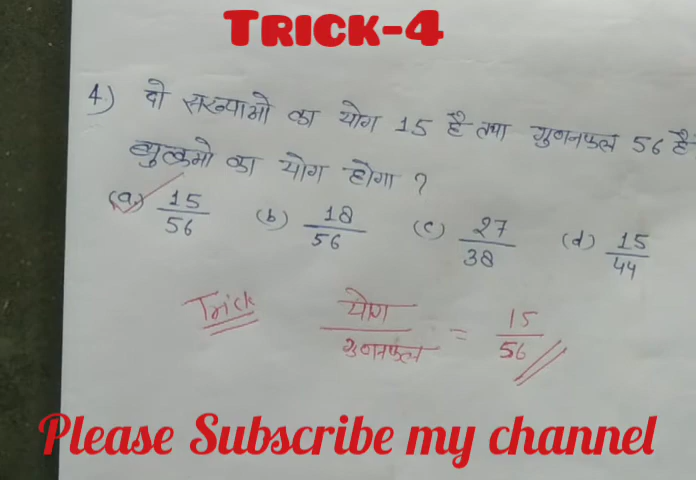 TRICK-4
4.) दो संख्याओ का योग 15 है तथा गुणनफल 56 है
व्युत्क्रमो का योग होगा ?
(a) 15/56 (b) 18/56 (c) 27/38 (d) 15/44
Trick योग/गुणनफल = 15/56
Please Subscribe my channel